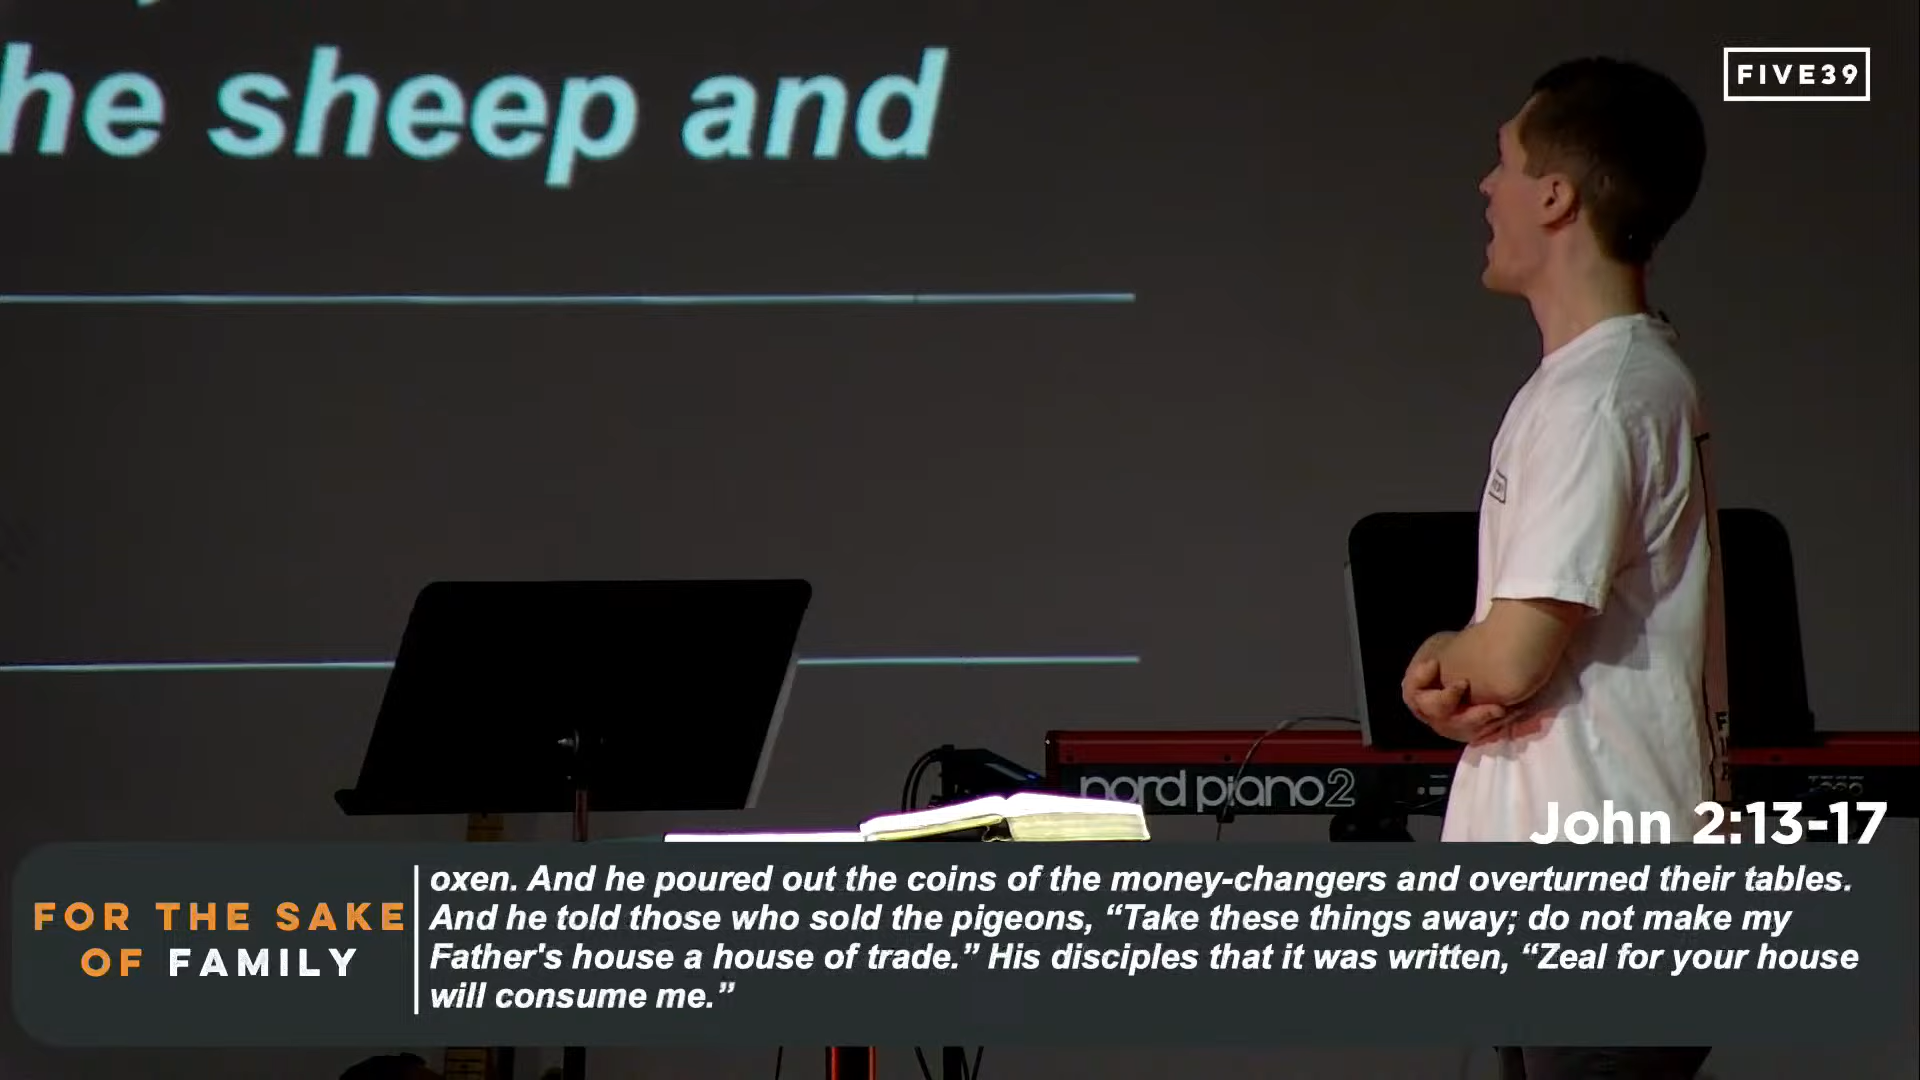 he sheep and
FIVE39
nord piano2
John 2:13-17
FOR THE SAKE
OF FAMILY
oxen. And he poured out the coins of the money-changers and overturned their tables.
And he told those who sold the pigeons, “Take these things away; do not make my
Father's house a house of trade.” His disciples that it was written, “Zeal for your house
will consume me.”